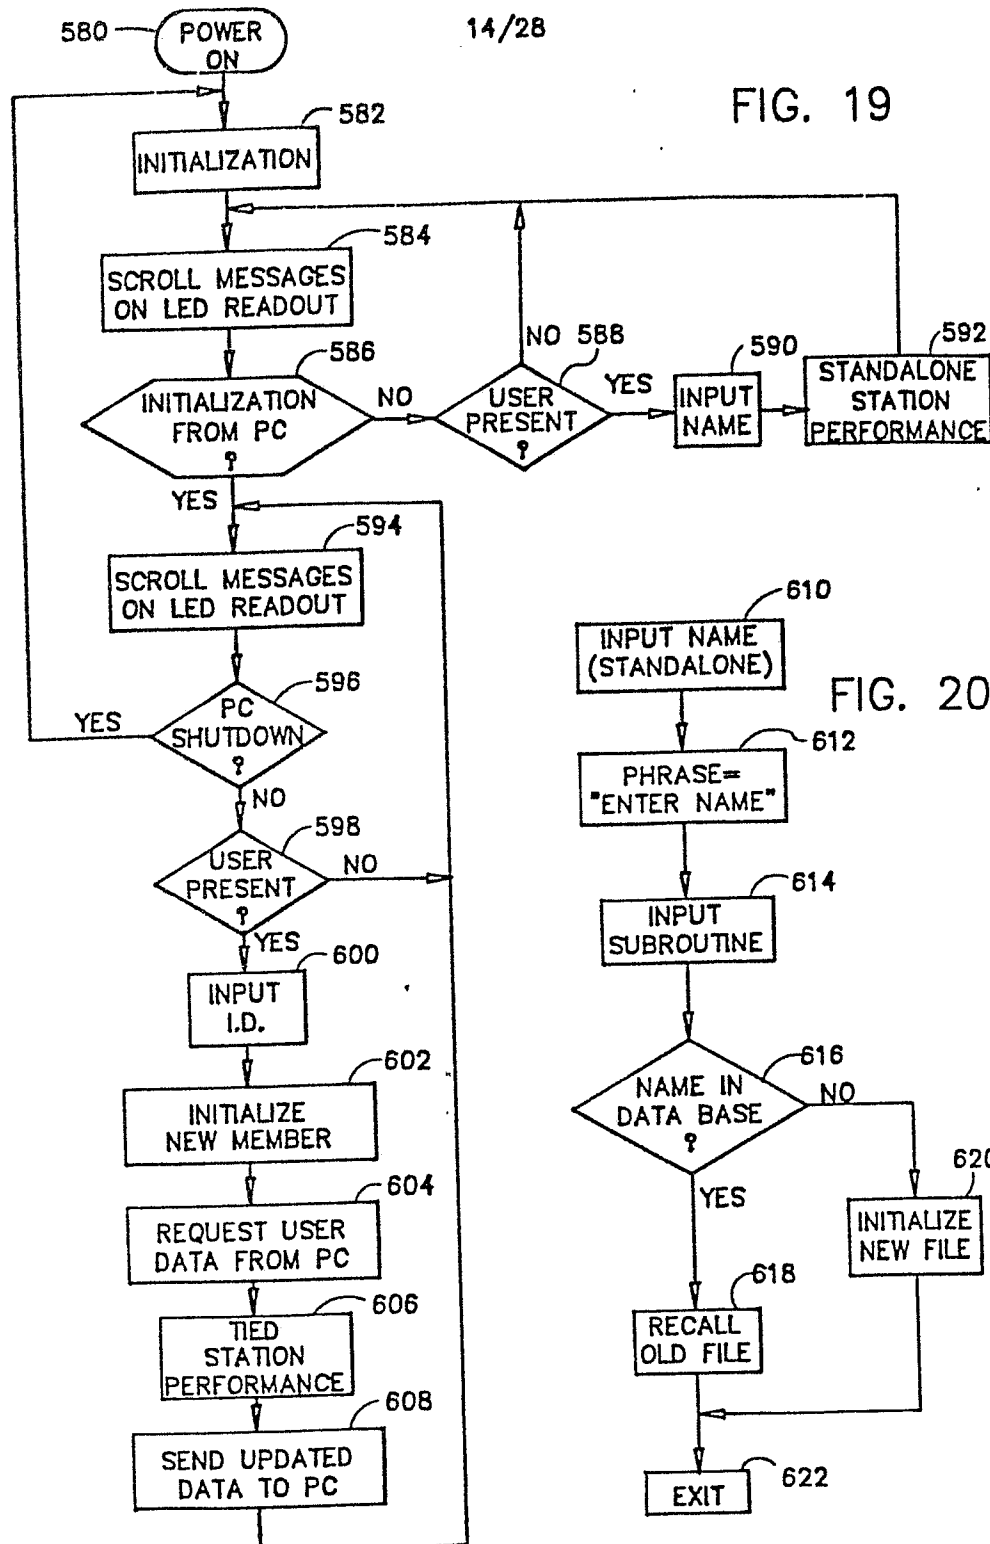 14/28
FIG. 19
580
POWER
ON
582
INITIALIZATION
584
SCROLL MESSAGES
ON LED READOUT
586
INITIALIZATION
FROM PC
?
NO
YES
588
USER
PRESENT
?
NO
YES
590
INPUT
NAME
592
STANDALONE
STATION
PERFORMANCE
594
SCROLL MESSAGES
ON LED READOUT
596
PC
SHUTDOWN
?
YES
NO
598
USER
PRESENT
?
NO
YES
600
INPUT
I.D.
602
INITIALIZE
NEW MEMBER
604
REQUEST USER
DATA FROM PC
606
TIED
STATION
PERFORMANCE
608
SEND UPDATED
DATA TO PC
FIG. 20
610
INPUT NAME
(STANDALONE)
612
PHRASE=
"ENTER NAME"
614
INPUT
SUBROUTINE
616
NAME IN
DATA BASE
?
NO
YES
618
RECALL
OLD FILE
620
INITIALIZE
NEW FILE
622
EXIT